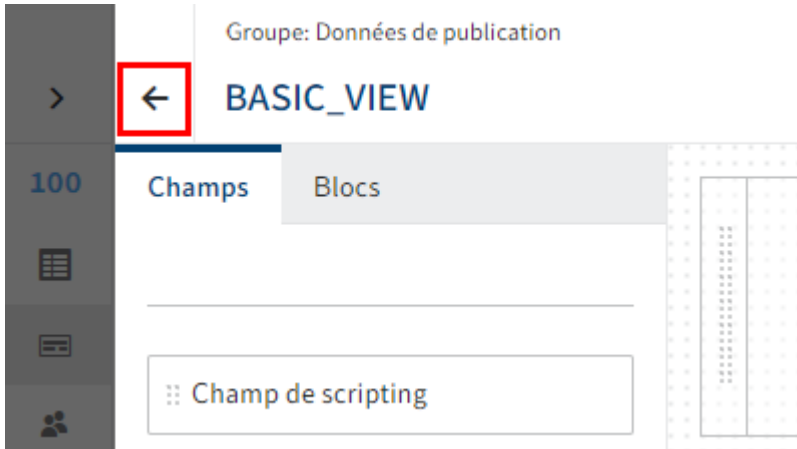 Groupe: Données de publication
BASIC_VIEW
100
Champs
Blocs
Champ de scripting